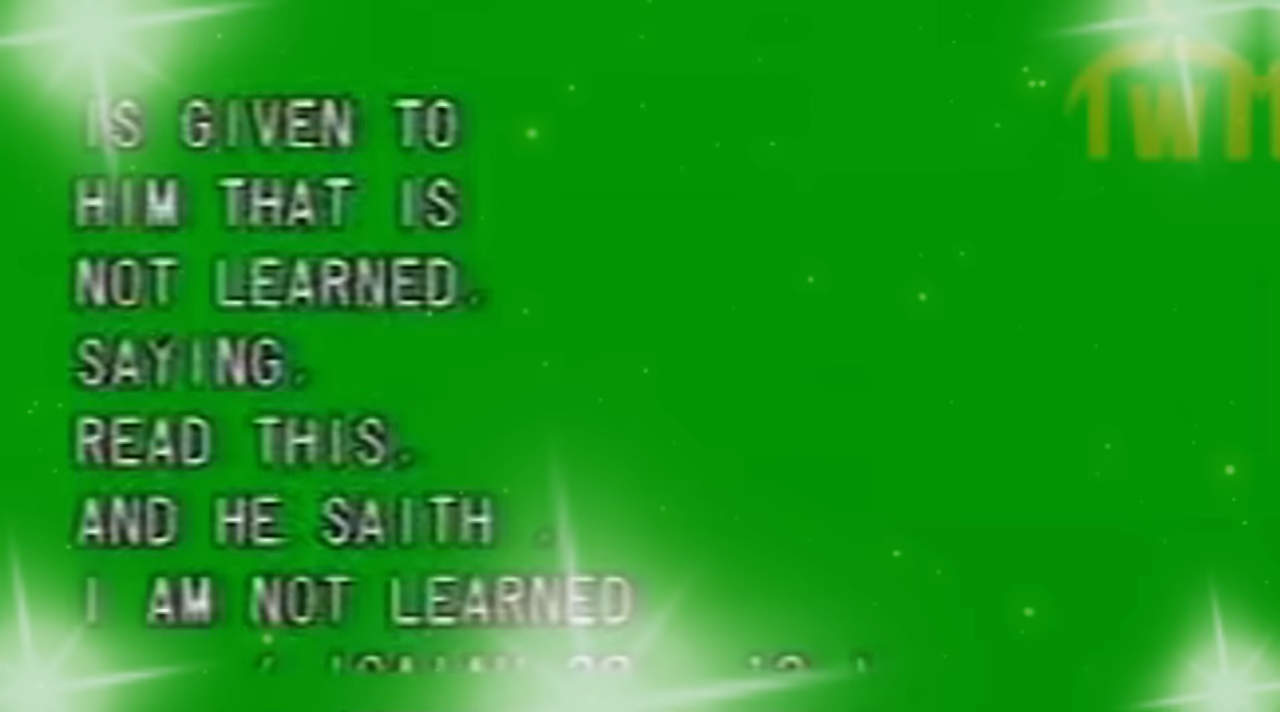 IS GIVEN TO
HIM THAT IS
NOT LEARNED.
SAYING.
READ THIS.
AND HE SAITH .
I AM NOT LEARNED